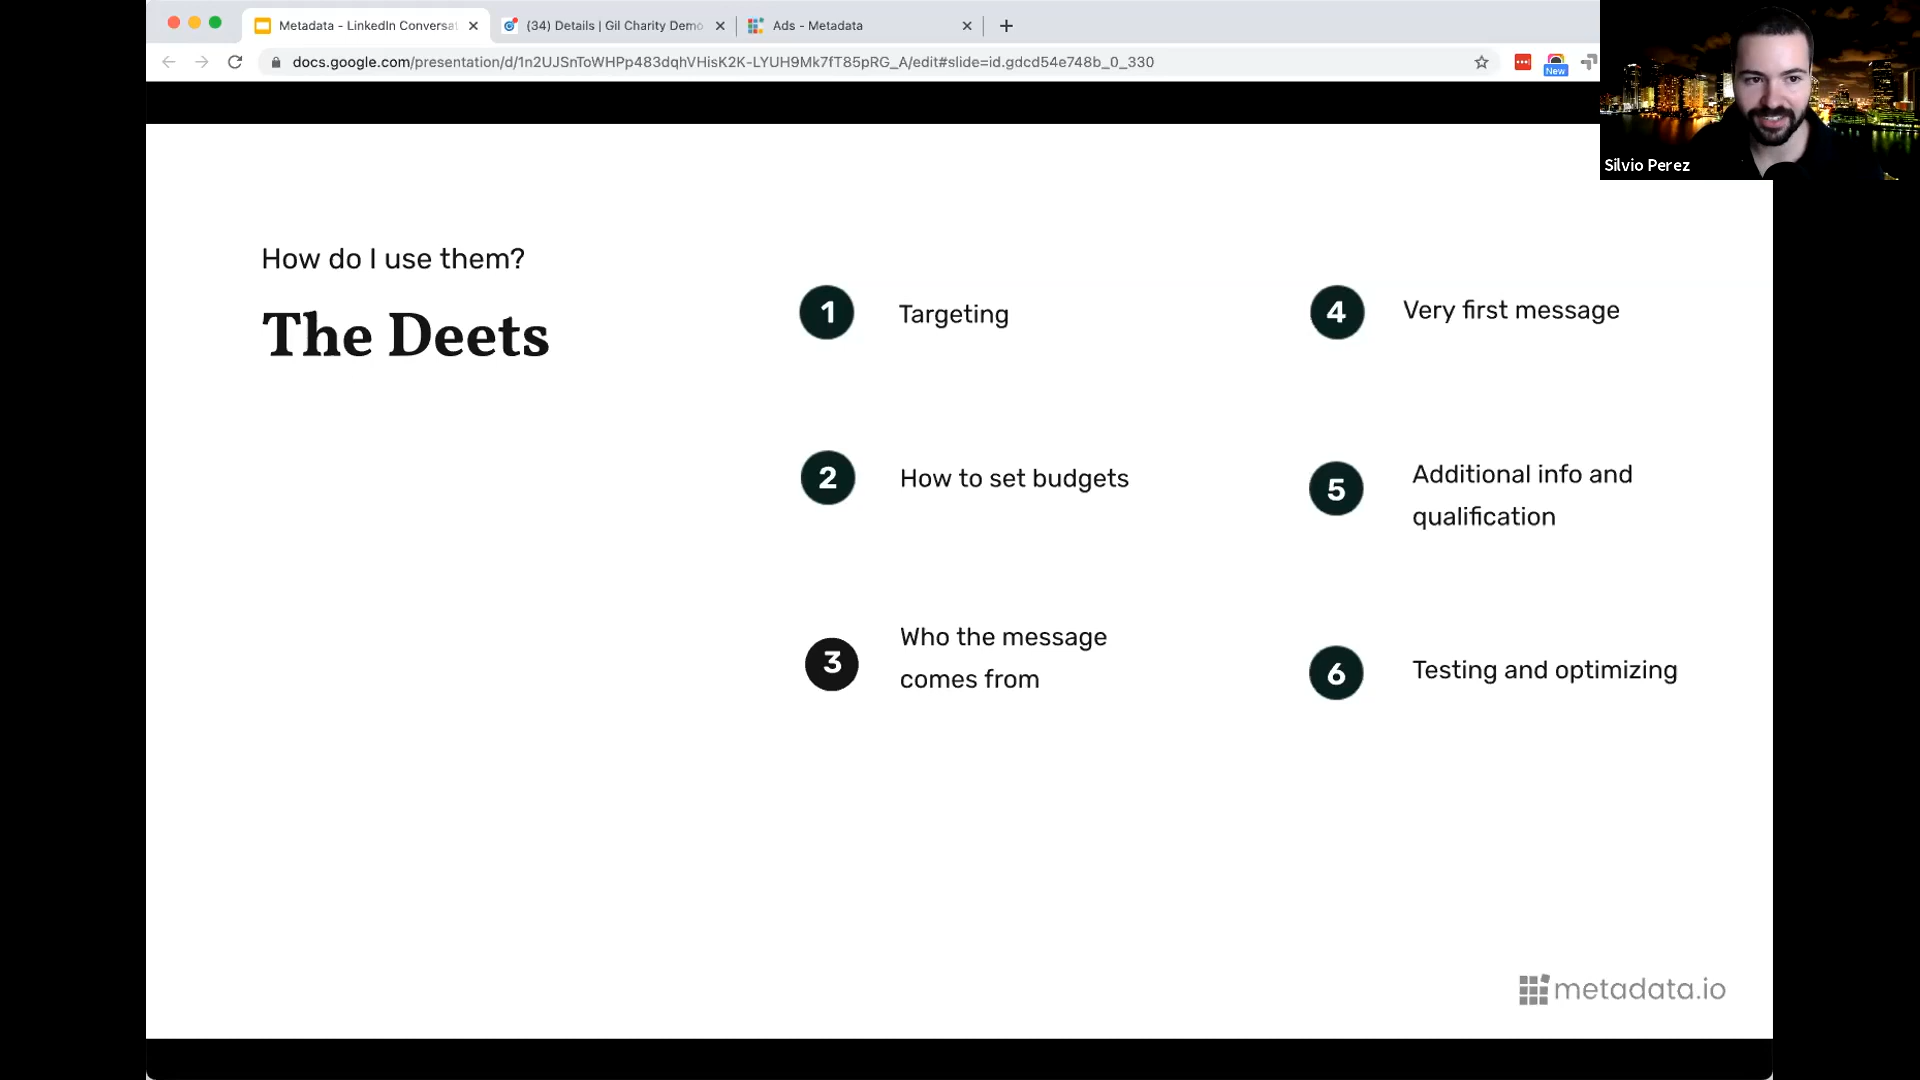 Metadata - LinkedIn Conversat
(34) Details | Gil Charity Demo
Ads - Metadata
docs.google.com/presentation/d/1n2UJSnToWHPp483dqhVHisK2K-LYUH9Mk7fT85pRG_A/edit#slide=id.gdcd54e748b_0_330
New
Silvio Perez
How do I use them?
The Deets
1 Targeting
2 How to set budgets
3 Who the message
comes from
4 Very first message
5 Additional info and
qualification
6 Testing and optimizing
metadata.io